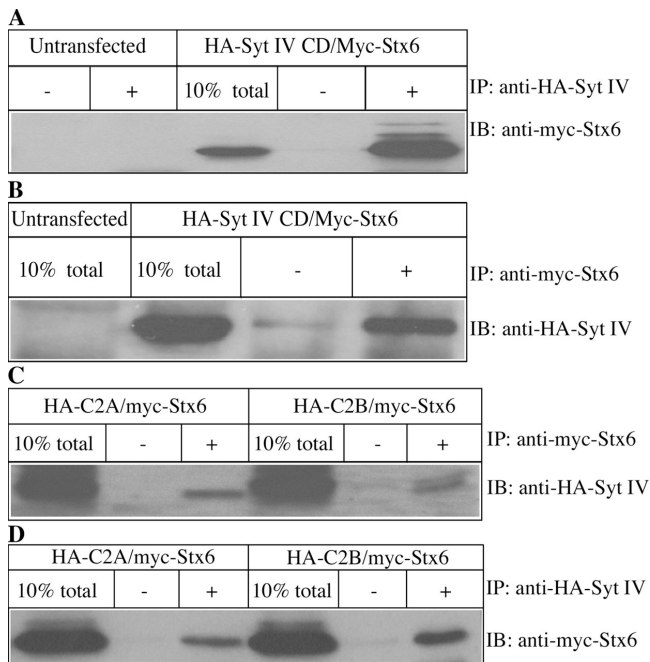 A
Untransfected HA-Syt IV CD/Myc-Stx6
- + 10% total - + IP: anti-HA-Syt IV
IB: anti-myc-Stx6
B
Untransfected HA-Syt IV CD/Myc-Stx6
10% total 10% total - + IP: anti-myc-Stx6
IB: anti-HA-Syt IV
C
HA-C2A/myc-Stx6 HA-C2B/myc-Stx6
10% total - + 10% total - + IP: anti-myc-Stx6
IB: anti-HA-Syt IV
D
HA-C2A/myc-Stx6 HA-C2B/myc-Stx6
10% total - + 10% total - + IP: anti-HA-Syt IV
IB: anti-myc-Stx6